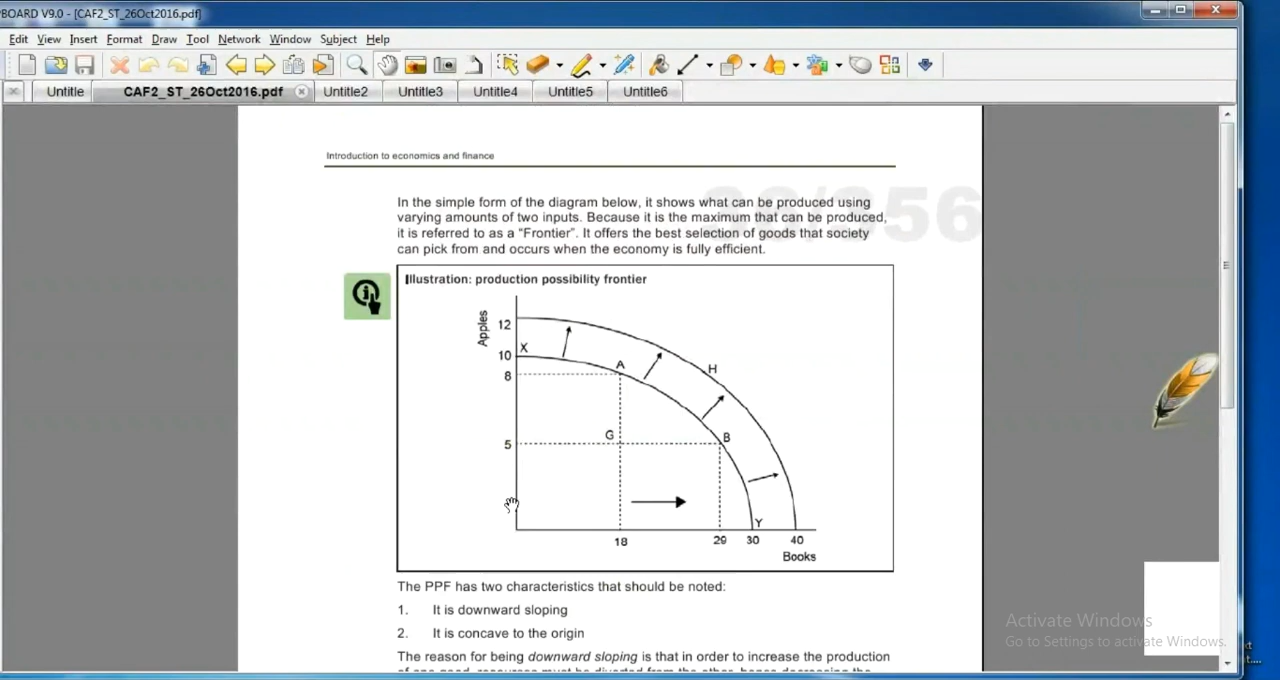 PBOARD V9.0 - [CAF2_ST_26Oct2016.pdf]
Edit View Insert Format Draw Tool Network Window Subject Help
Untitle CAF2_ST_26Oct2016.pdf Untitle2 Untitle3 Untitle4 Untitle5 Untitle6
Introduction to economics and finance
In the simple form of the diagram below, it shows what can be produced using
varying amounts of two inputs. Because it is the maximum that can be produced,
it is referred to as a “Frontier”. It offers the best selection of goods that society
can pick from and occurs when the economy is fully efficient.
Illustration: production possibility frontier
Apples
12
10
8
5
X
A
H
G
B
Y
18 29 30 40
Books
The PPF has two characteristics that should be noted:
1. It is downward sloping
2. It is concave to the origin
The reason for being downward sloping is that in order to increase the production
Activate Windows
Go to Settings to activate Windows.